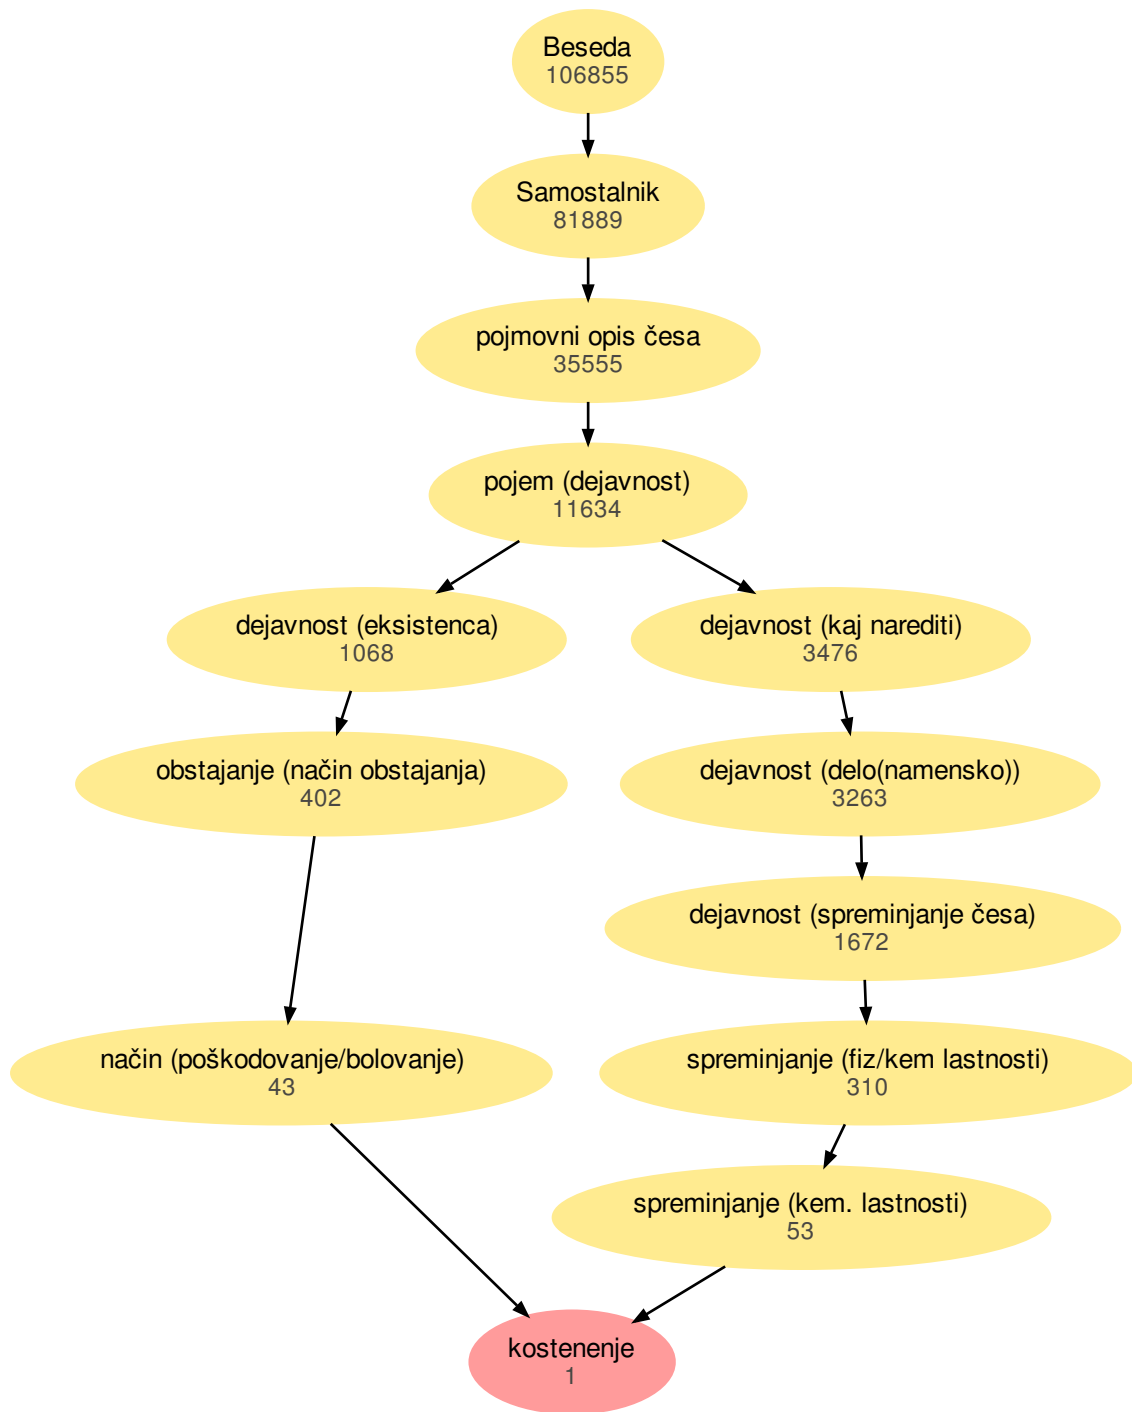 Beseda
106855
Samostalnik
81889
pojmovni opis česa
35555
pojem (dejavnost)
11634
dejavnost (eksistenca)
1068
dejavnost (kaj narediti)
3476
obstajanje (način obstajanja)
402
dejavnost (delo(namensko))
3263
dejavnost (spreminjanje česa)
1672
način (poškodovanje/bolovanje)
43
spreminjanje (fiz/kem lastnosti)
310
spreminjanje (kem. lastnosti)
53
kostenenje
1